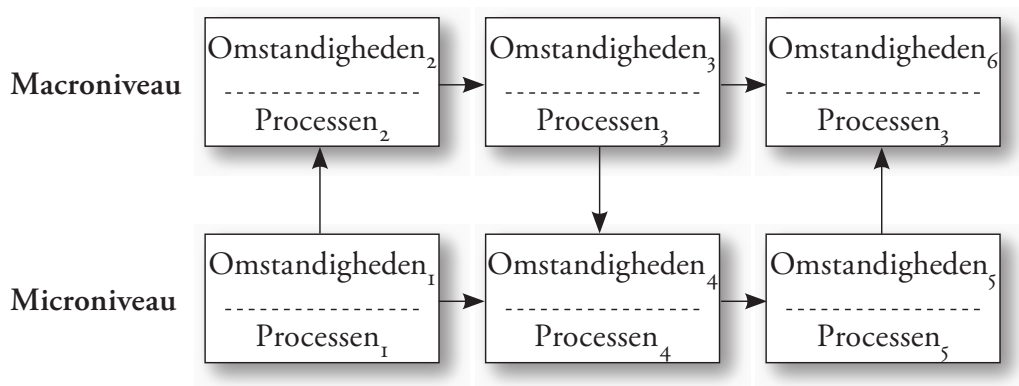 Macroniveau
Omstandigheden₂
Processen₂
Omstandigheden₃
Processen₃
Omstandigheden₆
Processen₃
Microniveau
Omstandigheden₁
Processen₁
Omstandigheden₄
Processen₄
Omstandigheden₅
Processen₅